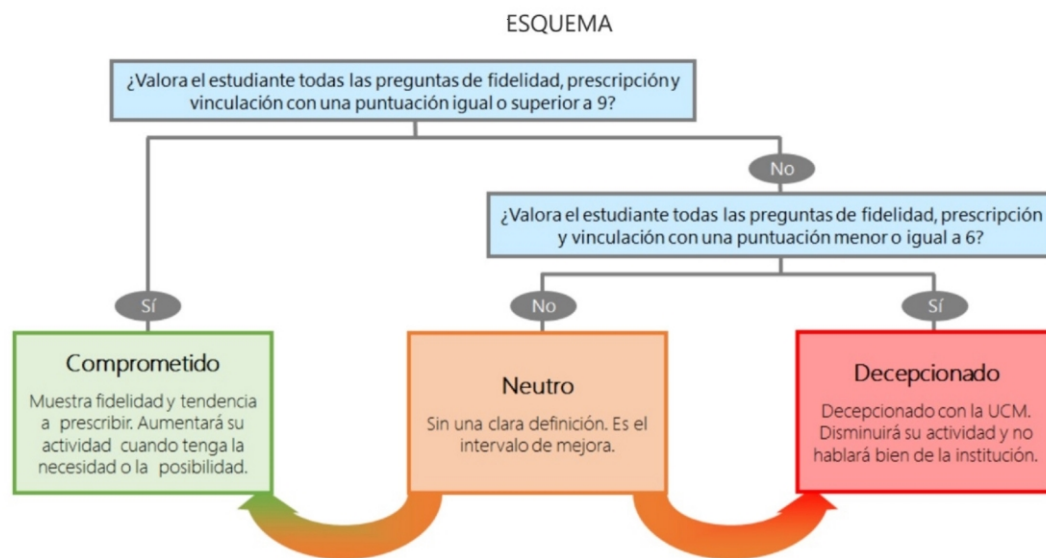 ESQUEMA
¿Valora el estudiante todas las preguntas de fidelidad, prescripción y
vinculación con una puntuación igual o superior a 9?
No
¿Valora el estudiante todas las preguntas de fidelidad, prescripción
y vinculación con una puntuación menor o igual a 6?
Sí
No
Sí
Comprometido
Muestra fidelidad y tendencia
a prescribir. Aumentará su
actividad cuando tenga la
necesidad o la posibilidad.
Neutro
Sin una clara definición. Es el
intervalo de mejora.
Decepcionado
Decepcionado con la UCM.
Disminuirá su actividad y no
hablará bien de la institución.